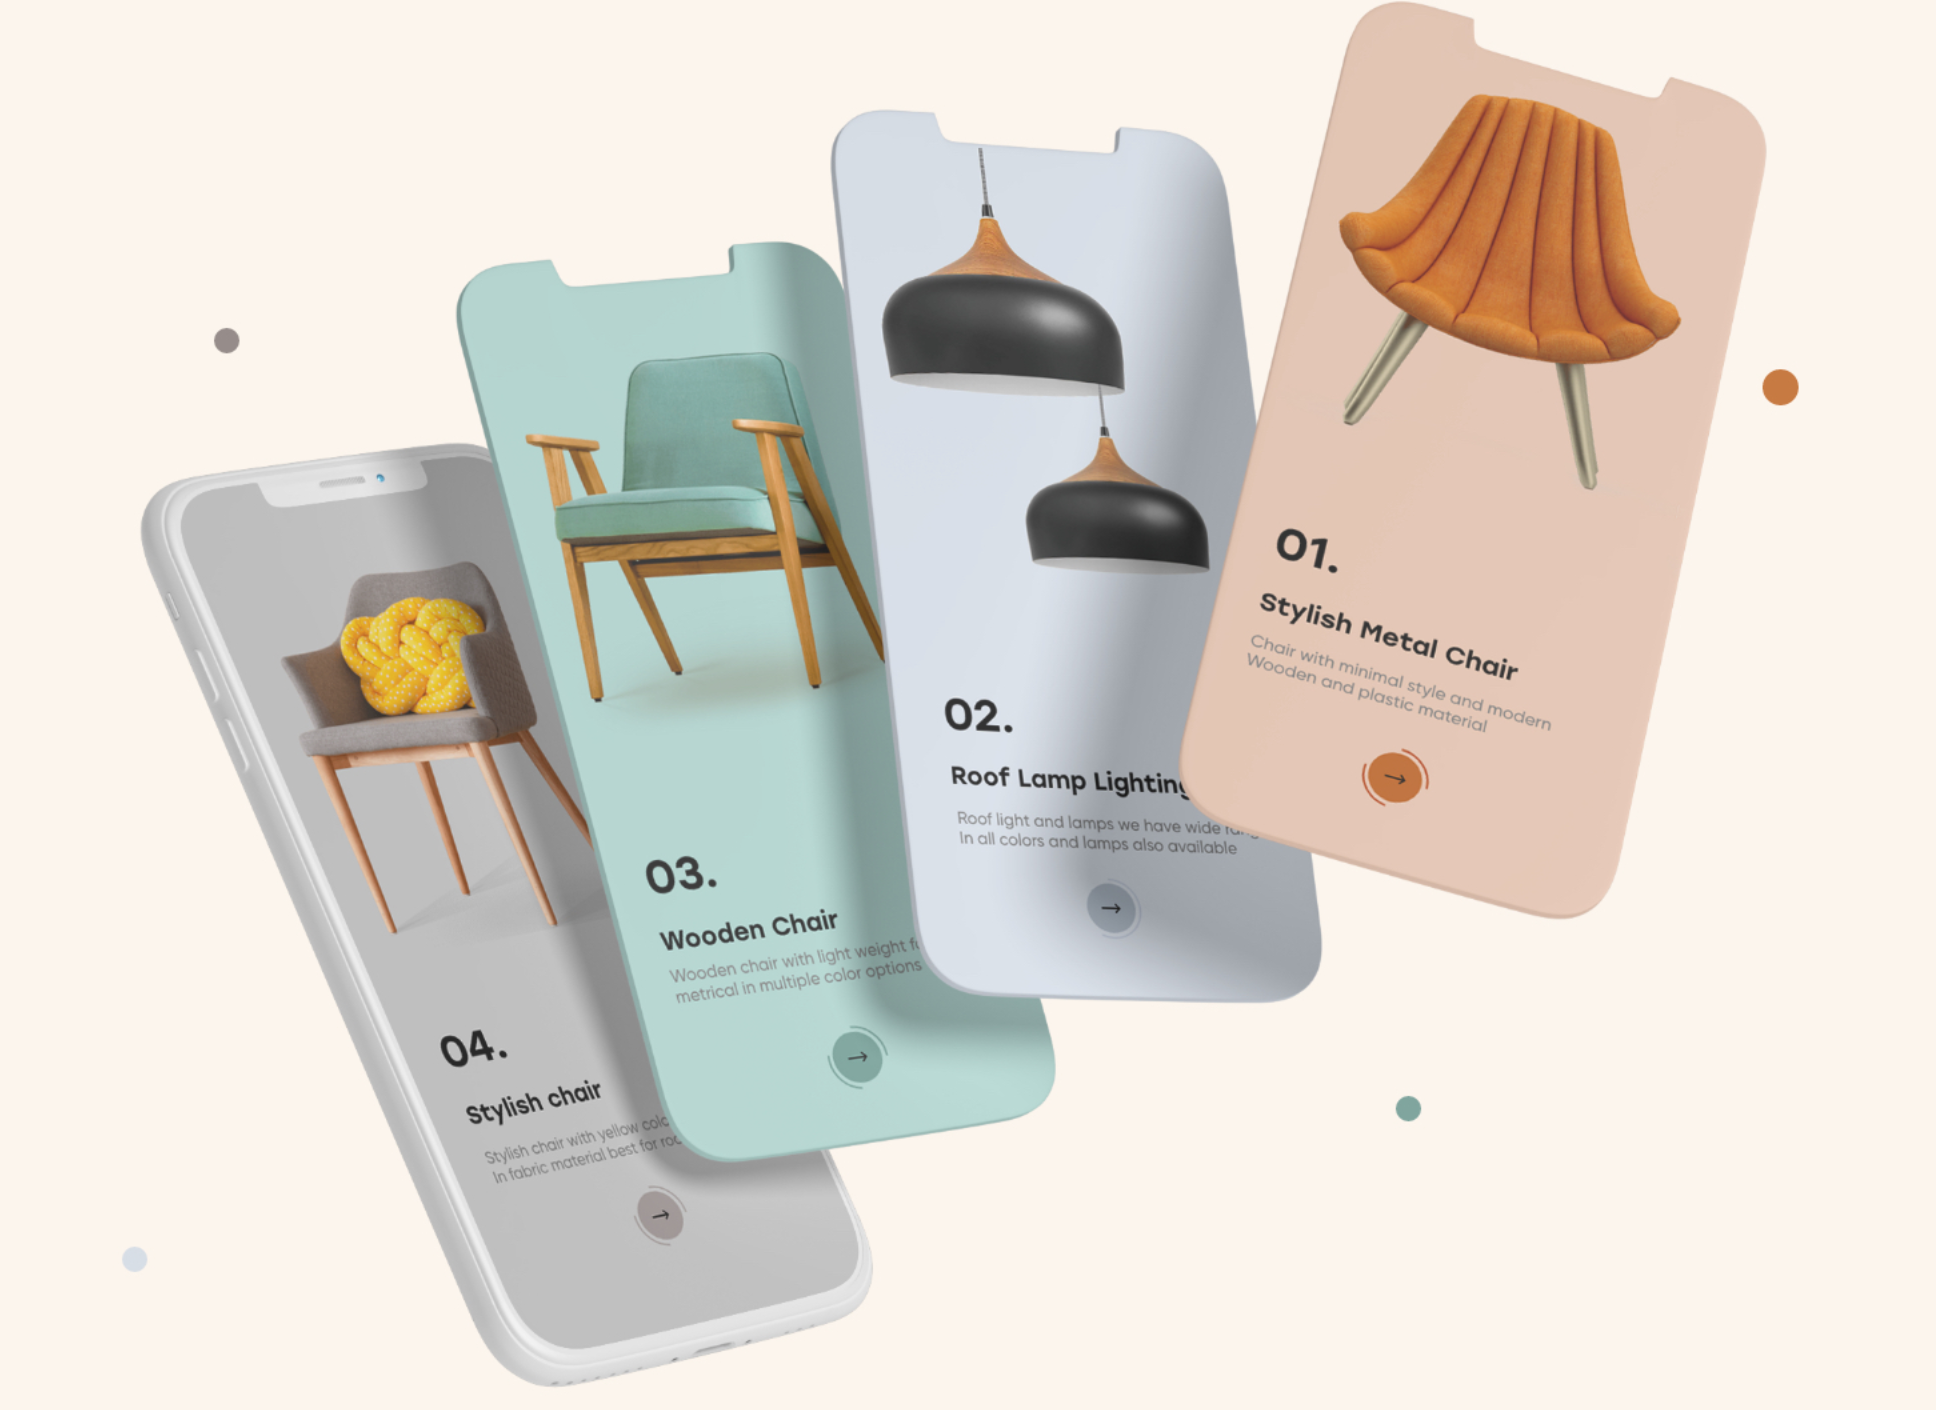 01.
Stylish Metal Chair
Chair with minimal style and modern
Wooden and plastic material
02.
Roof Lamp Lighting
Roof light and lamps we have wide
In all colors and lamps also available
03.
Wooden Chair
Wooden chair with light weight
metrical in multiple color options
04.
Stylish chair
Stylish chair with yellow
In fabric material best for